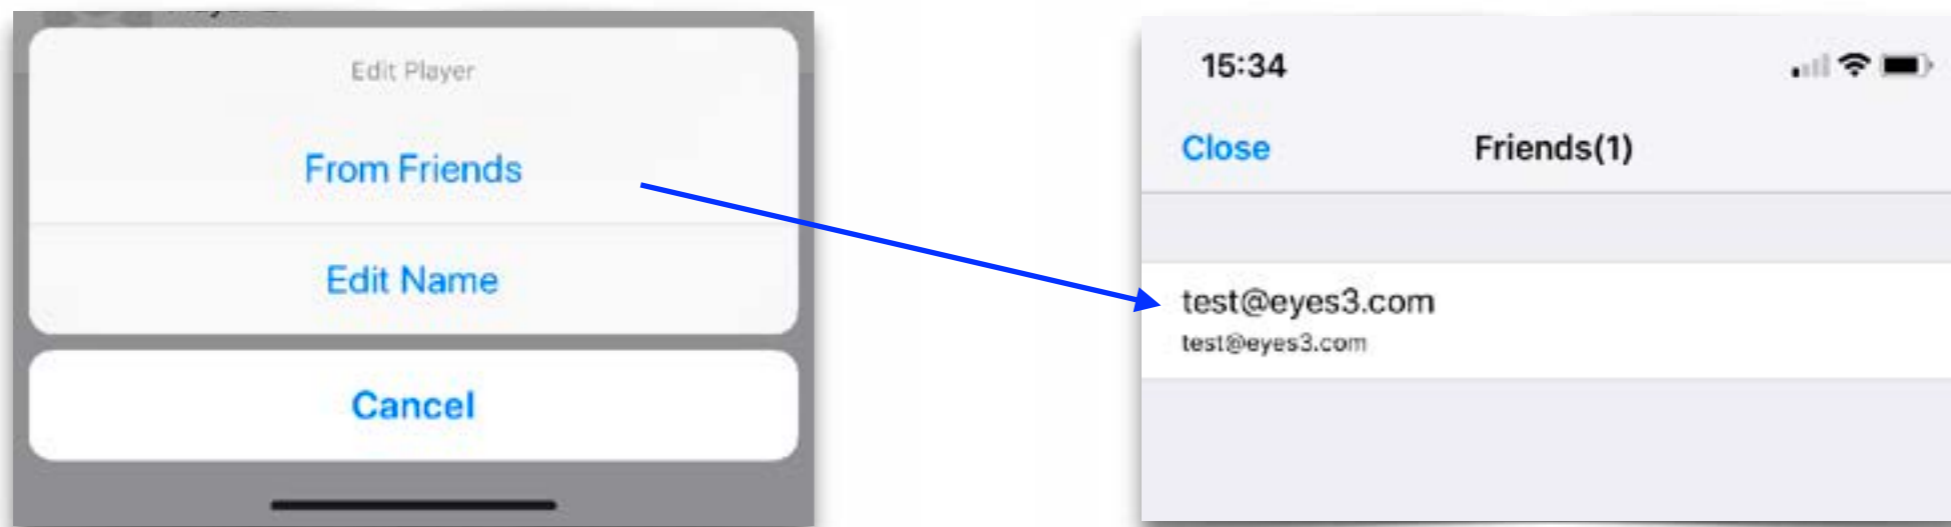 Edit Player
From Friends
Edit Name
Cancel
15:34
Close
Friends(1)
test@eyes3.com
test@eyes3.com